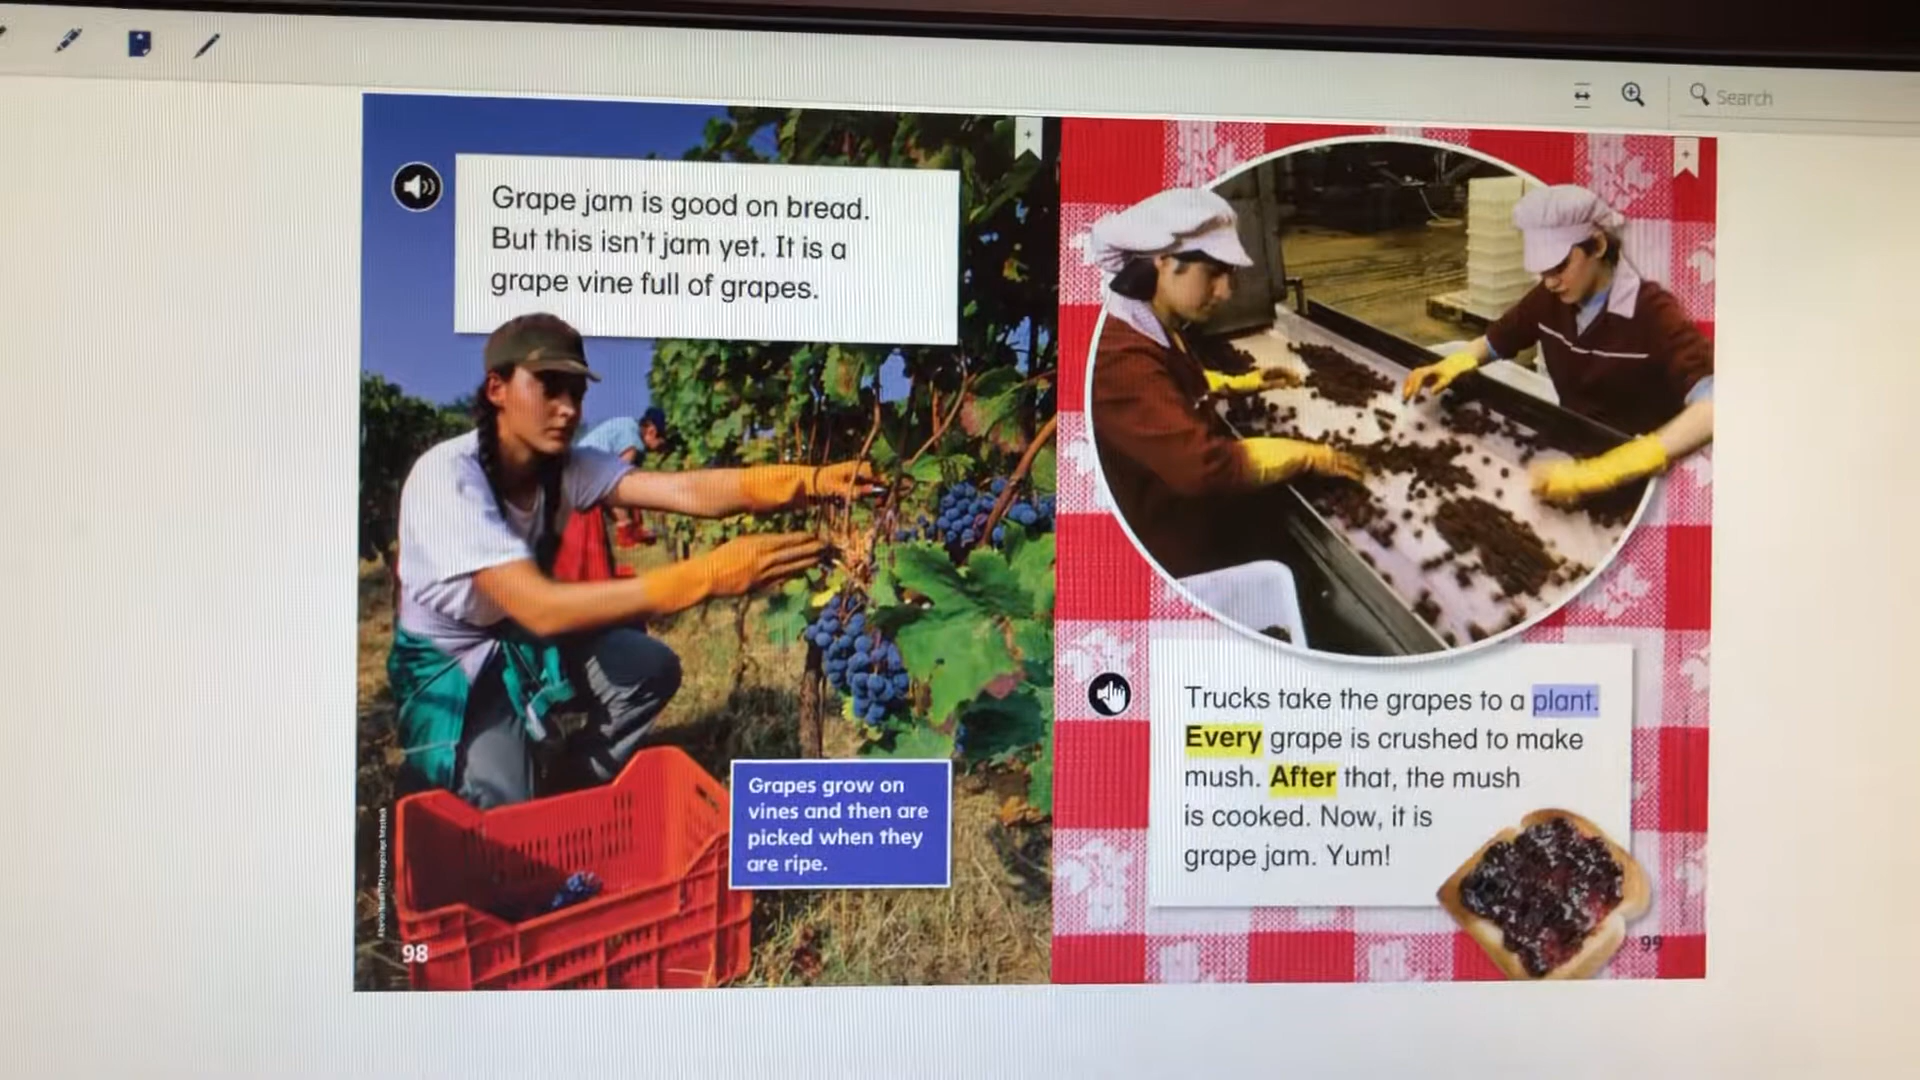 Search
Grape jam is good on bread.
But this isn't jam yet. It is a
grape vine full of grapes.
Grapes grow on
vines and then are
picked when they
are ripe.
98
Trucks take the grapes to a plant.
Every grape is crushed to make
mush. After that, the mush
is cooked. Now, it is
grape jam. Yum!
99